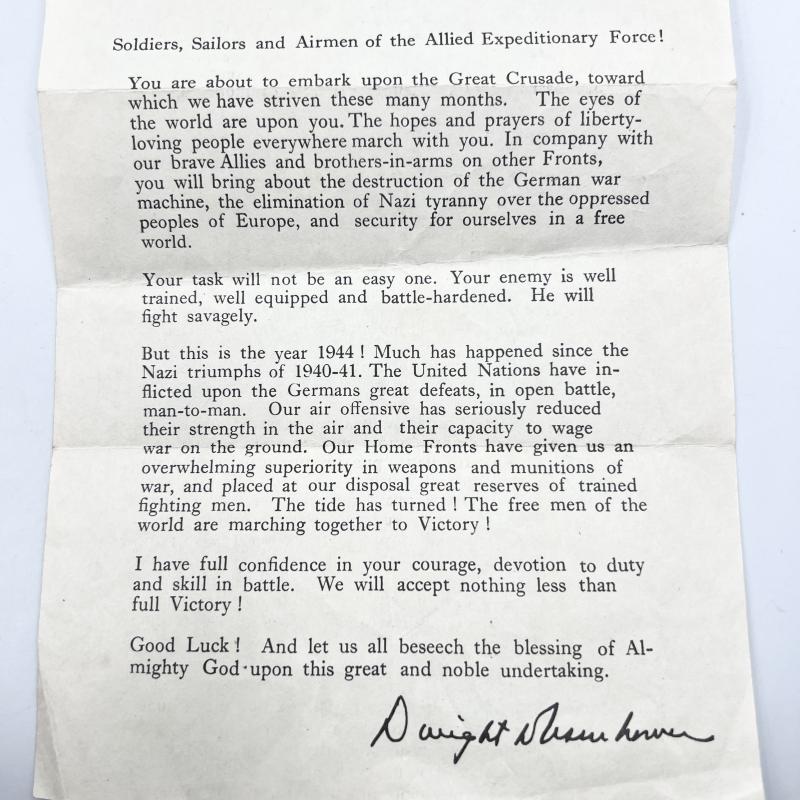 Soldiers, Sailors and Airmen of the Allied Expeditionary Force!
You are about to embark upon the Great Crusade, toward
which we have striven these many months. The eyes of
the world are upon you. The hopes and prayers of liberty-
loving people everywhere march with you. In company with
our brave Allies and brothers-in-arms on other Fronts,
you will bring about the destruction of the German war
machine, the elimination of Nazi tyranny over the oppressed
peoples of Europe, and security for ourselves in a free
world.
Your task will not be an easy one. Your enemy is well
trained, well equipped and battle-hardened. He will
fight savagely.
But this is the year 1944 ! Much has happened since the
Nazi triumphs of 1940-41. The United Nations have in-
flicted upon the Germans great defeats, in open battle,
man-to-man. Our air offensive has seriously reduced
their strength in the air and their capacity to wage
war on the ground. Our Home Fronts have given us an
overwhelming superiority in weapons and munitions of
war, and placed at our disposal great reserves of trained
fighting men. The tide has turned ! The free men of the
world are marching together to Victory !
I have full confidence in your courage, devotion to duty
and skill in battle. We will accept nothing less than
full Victory !
Good Luck ! And let us all beseech the blessing of Al-
mighty God upon this great and noble undertaking.
Dwight D Eisenhower